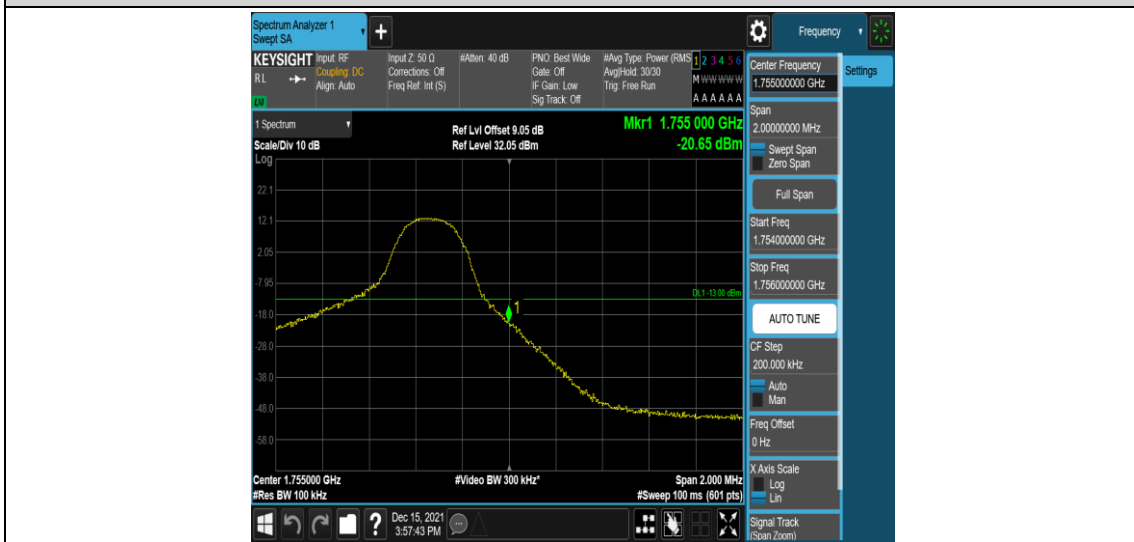 Spectrum Analyzer 1
Swept SA
+
Frequency
KEYSIGHT
RL
LXI
Input: RF
Coupling: DC
Align: Auto
Input Z: 50 Ω
Corrections: Off
Freq Ref: Int (S)
#Atten: 40 dB
PNO: Best Wide
Gate: Off
IF Gain: Low
Sig Track: Off
#Avg Type: Power (RMS
Avg|Hold: 30/30
Trig: Free Run
1 2 3 4 5 6
M W W W W W
A A A A A A
Center Frequency
1.755000000 GHz
Settings
1 Spectrum
Scale/Div 10 dB
Log
Ref Lvl Offset 9.05 dB
Ref Level 32.05 dBm
Mkr1 1.755 000 GHz
-20.65 dBm
Span
2.00000000 MHz
Swept Span
Zero Span
Full Span
Start Freq
1.754000000 GHz
Stop Freq
1.756000000 GHz
AUTO TUNE
CF Step
200.000 kHz
Auto
Man
Freq Offset
0 Hz
X Axis Scale
Log
Lin
Signal Track
(Span Zoom)
22.1
12.1
2.05
-7.95
DL1 -13.00 dBm
1
-18.0
-28.0
-38.0
-48.0
-58.0
Center 1.755000 GHz
#Res BW 100 kHz
#Video BW 300 kHz*
Span 2.000 MHz
#Sweep 100 ms (601 pts)
?
Dec 15, 2021
3:57:43 PM